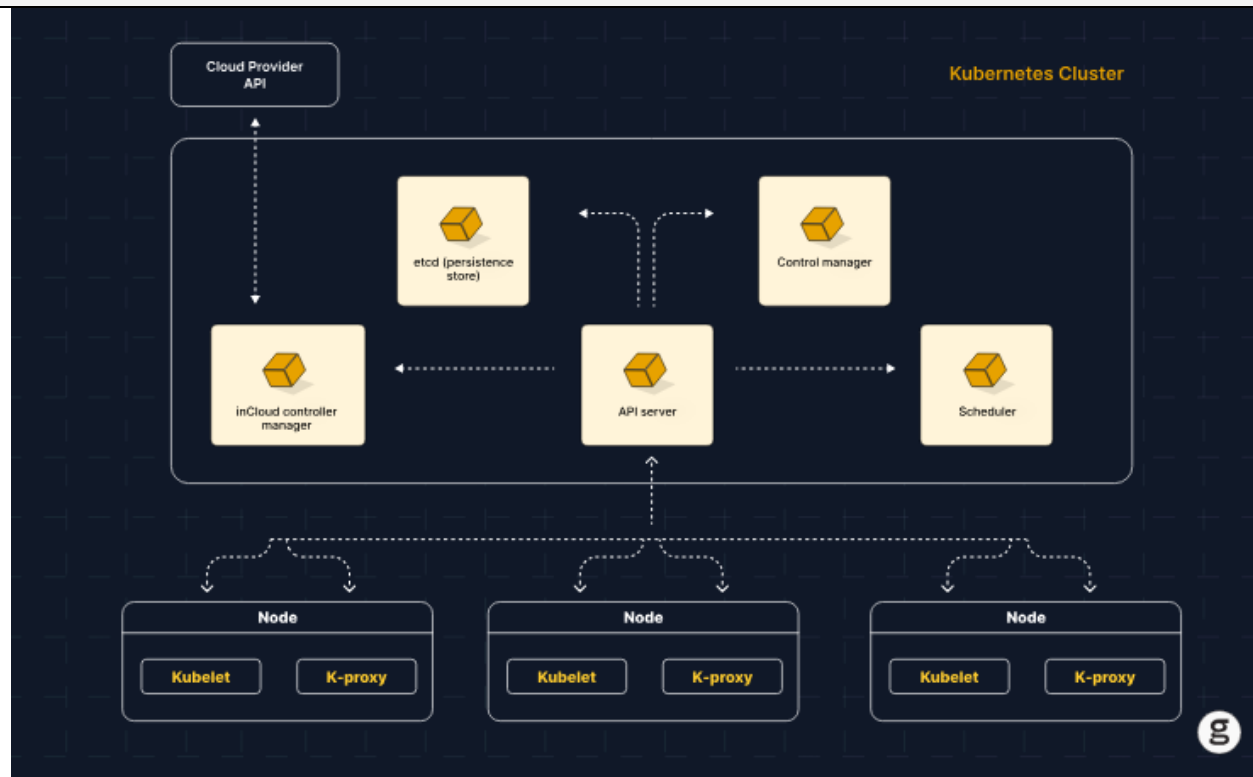 Cloud Provider
API
Kubernetes Cluster
etcd (persistence
store)
Control manager
inCloud controller
manager
API server
Scheduler
Node
Kubelet
K-proxy
Node
Kubelet
K-proxy
Node
Kubelet
K-proxy
g